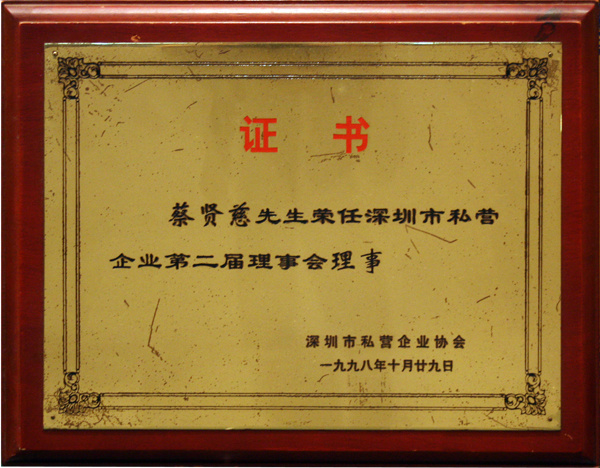 证 书
蔡贤慈先生荣任深圳市私营
企业第二届理事会理事
深圳市私营企业协会
一九九八年十月廿九日